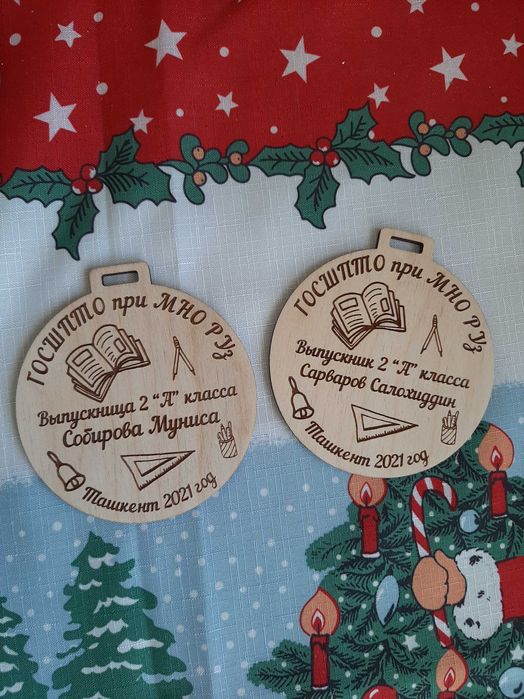 ГОСШПТО при МНО РУЗ
Выпускница 2 “Л” класса
Собирова Муниса
Ташкент 2021 год
ГОСШПТО при МНО РУЗ
Выпускник 2 “Л” класса
Сарваров Салохиддин
Ташкент 2021 год